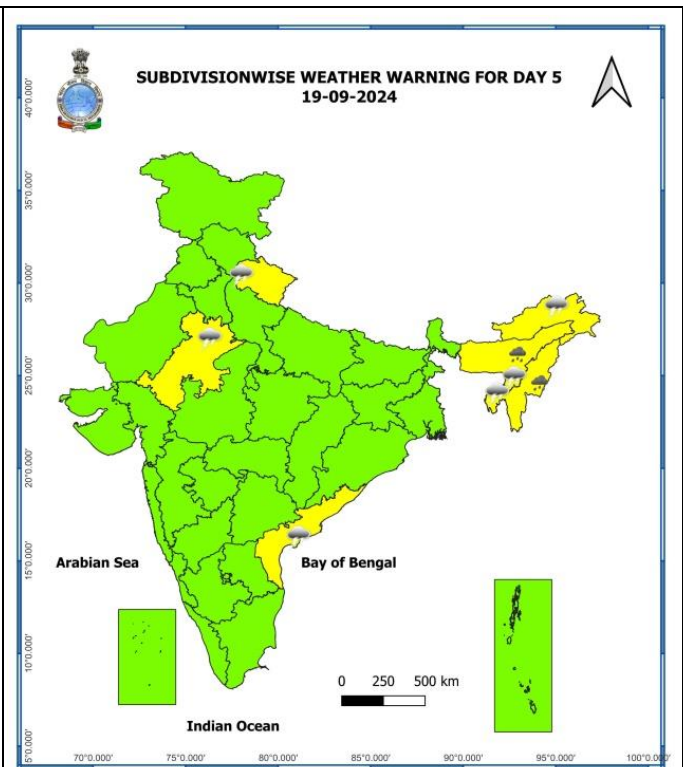 SUBDIVISIONWISE WEATHER WARNING FOR DAY 5
19-09-2024
40°0.000'
35°0.000'
30°0.000'
25°0.000'
20°0.000'
15°0.000'
10°0.000'
5°0.000'
Arabian Sea
Bay of Bengal
0 250 500 km
Indian Ocean
70°0.000' 75°0.000' 80°0.000' 85°0.000' 90°0.000' 95°0.000' 100°0.000'